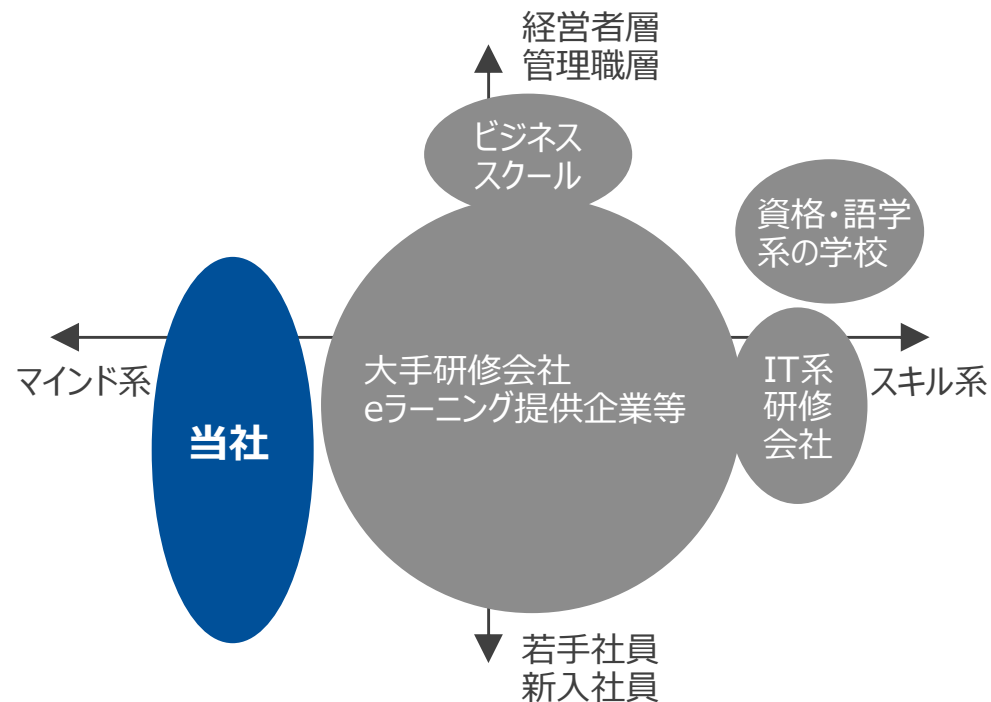 経営者層
管理職層
ビジネス
スクール
資格・語学
系の学校
マインド系
当社
大手研修会社
eラーニング提供企業等
IT系
研修
会社
スキル系
若手社員
新入社員